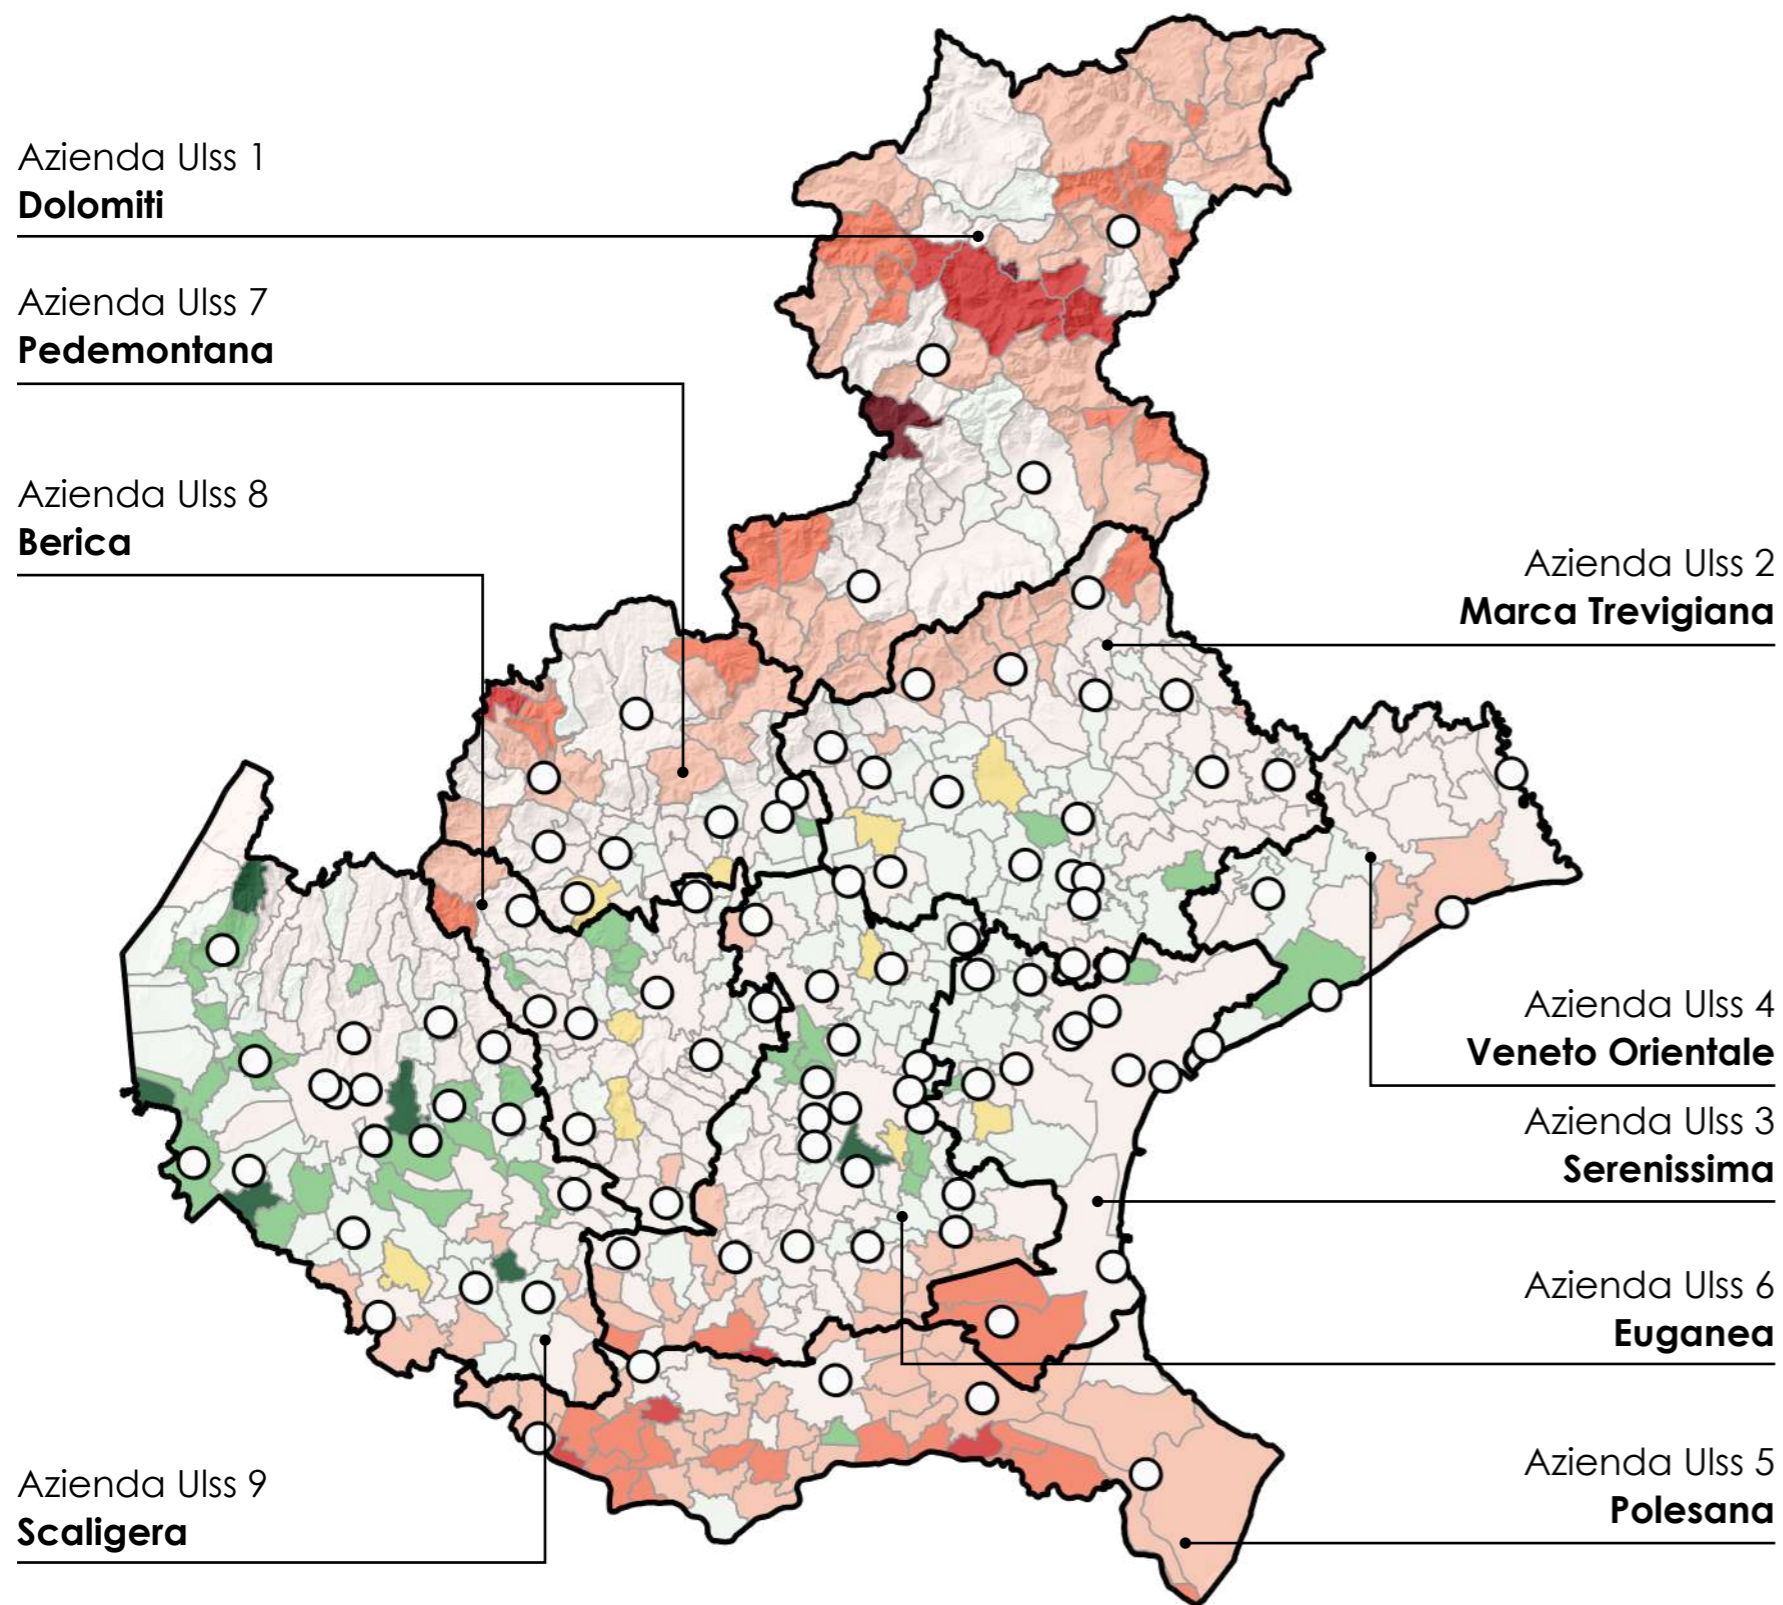 Azienda Ulss 1
Dolomiti
Azienda Ulss 7
Pedemontana
Azienda Ulss 8
Berica
Azienda Ulss 2
Marca Trevigiana
Azienda Ulss 4
Veneto Orientale
Azienda Ulss 3
Serenissima
Azienda Ulss 6
Euganea
Azienda Ulss 5
Polesana
Azienda Ulss 9
Scaligera